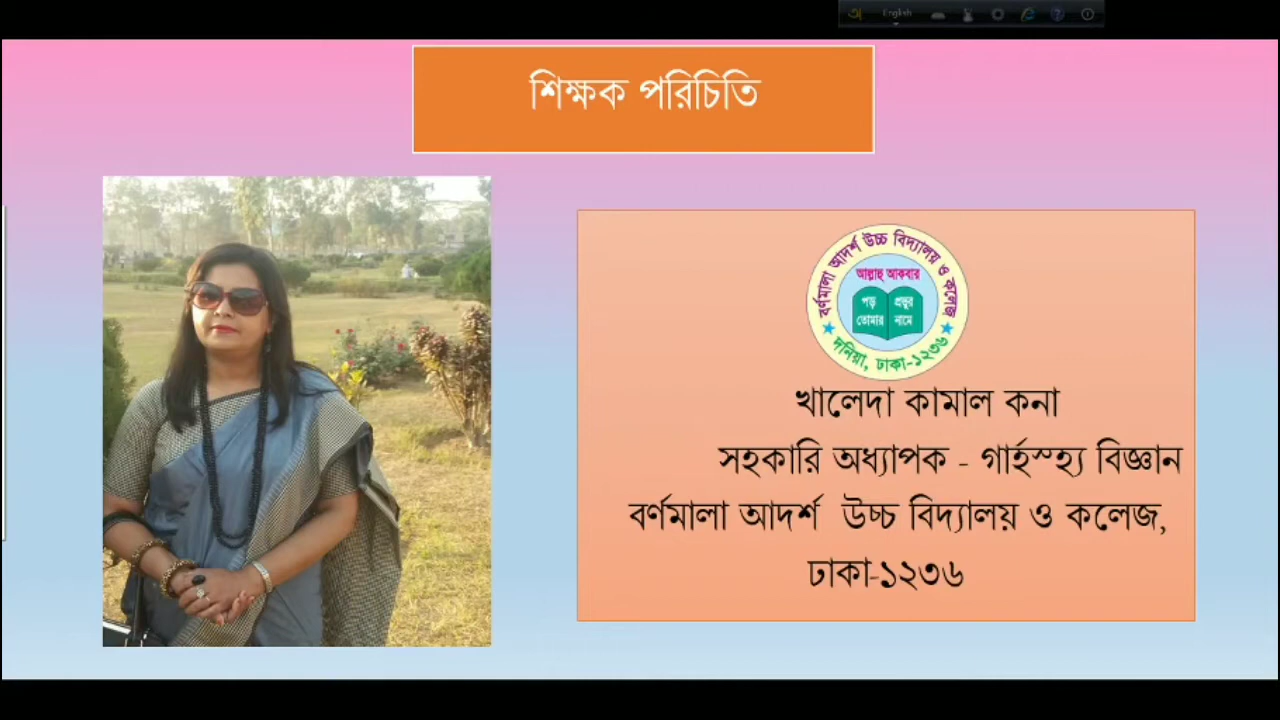 English
শিক্ষক পরিচিতি
বর্ণমালা আদর্শ উচ্চ বিদ্যালয় ও কলেজ
আল্লাহু আকবার
পড় প্রভুর
তোমার নামে
দনিয়া, ঢাকা-১২৩৬
খালেদা কামাল কনা
সহকারি অধ্যাপক - গার্হস্হ্য বিজ্ঞান
বর্ণমালা আদর্শ উচ্চ বিদ্যালয় ও কলেজ,
ঢাকা-১২৩৬